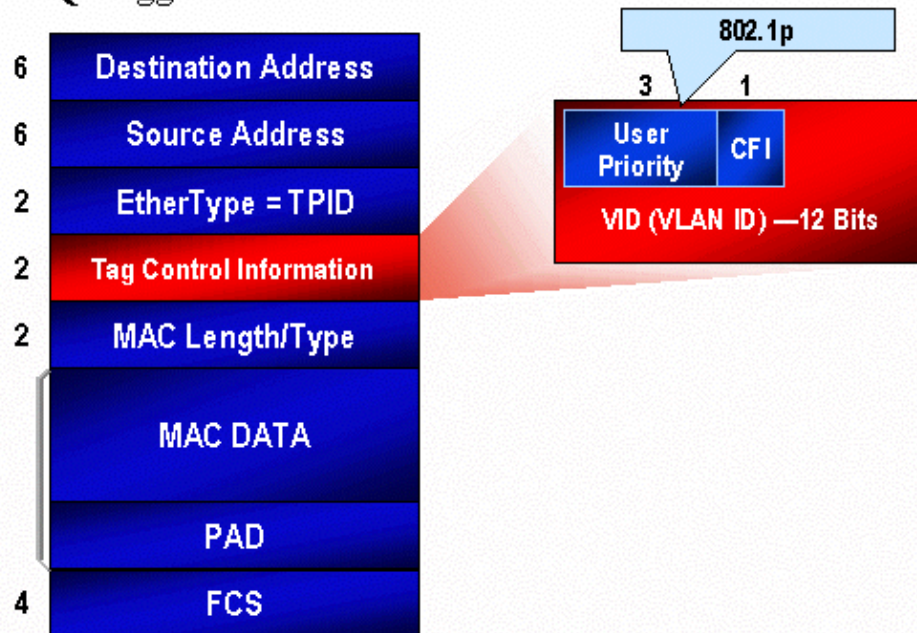 802.1p
3 1
User
Priority
CFI
VID (VLAN ID) —12 Bits
6 Destination Address
6 Source Address
2 EtherType = TPID
2 Tag Control Information
2 MAC Length/Type
MAC DATA
PAD
4 FCS